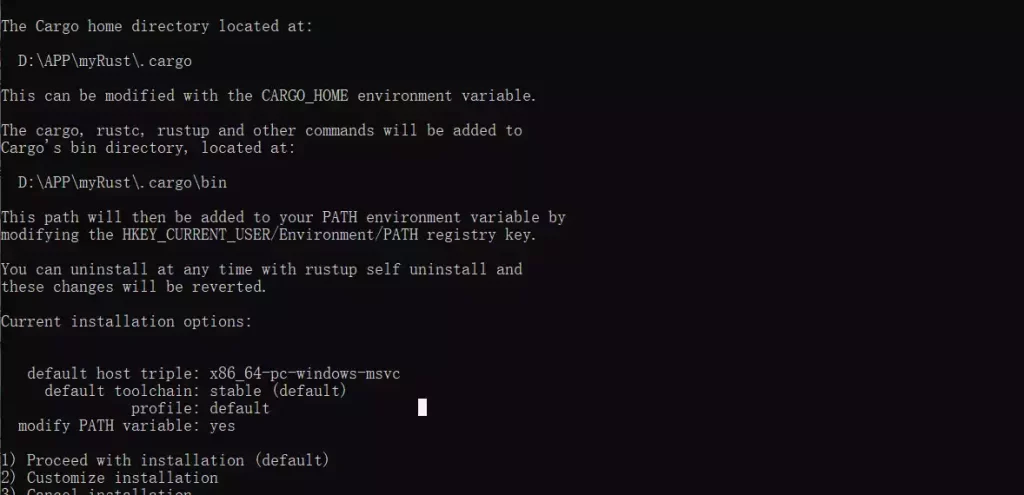 The Cargo home directory located at:
D:\APP\myRust\.cargo
This can be modified with the CARGO_HOME environment variable.
The cargo, rustc, rustup and other commands will be added to
Cargo's bin directory, located at:
D:\APP\myRust\.cargo\bin
This path will then be added to your PATH environment variable by
modifying the HKEY_CURRENT_USER/Environment/PATH registry key.
You can uninstall at any time with rustup self uninstall and
these changes will be reverted.
Current installation options:
default host triple: x86_64-pc-windows-msvc
default toolchain: stable (default)
profile: default
modify PATH variable: yes
1) Proceed with installation (default)
2) Customize installation
3) Cancel installation